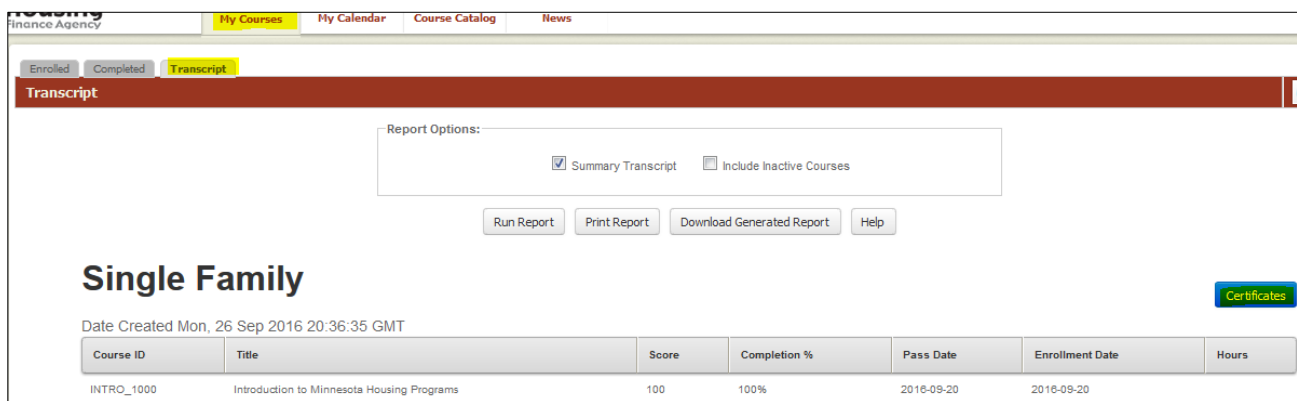 Housing
Finance Agency
My Courses My Calendar Course Catalog News
Enrolled Completed Transcript
Transcript
Report Options:
Summary Transcript Include Inactive Courses
Run Report Print Report Download Generated Report Help
Single Family
Certificates
Date Created Mon, 26 Sep 2016 20:36:35 GMT
Course ID Title Score Completion % Pass Date Enrollment Date Hours
INTRO_1000 Introduction to Minnesota Housing Programs 100 100% 2016-09-20 2016-09-20